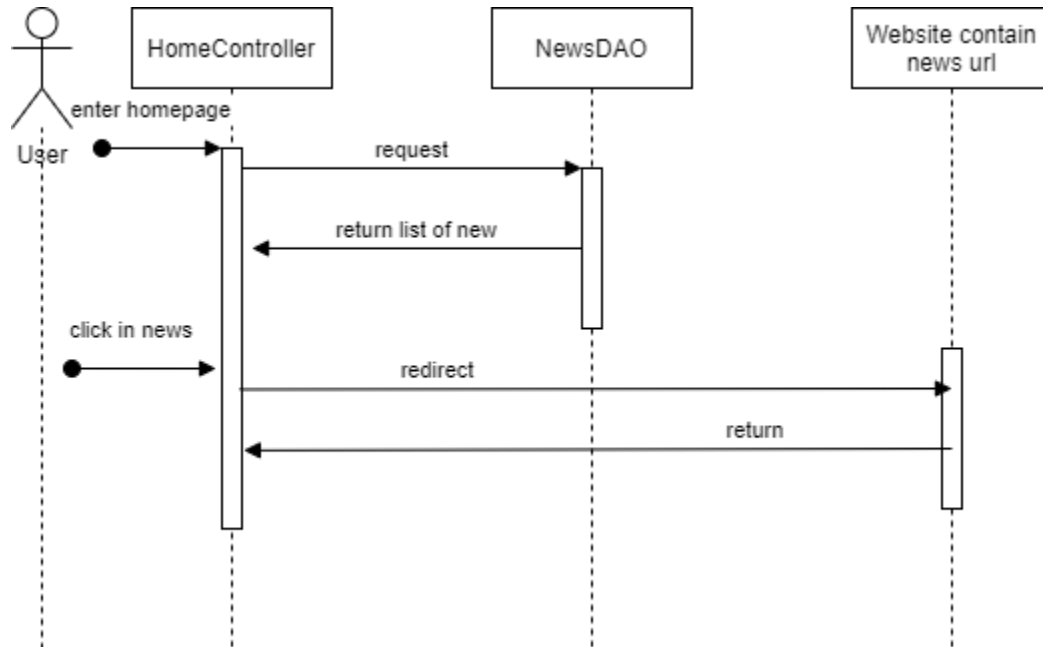 HomeController
NewsDAO
Website contain
news url
enter homepage
User
request
return list of new
click in news
redirect
return